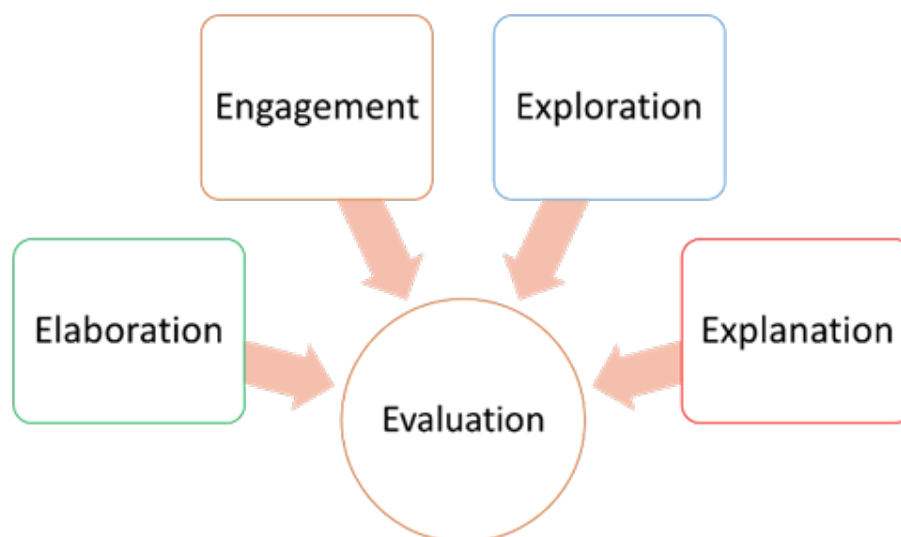 Engagement
Exploration
Elaboration
Explanation
Evaluation